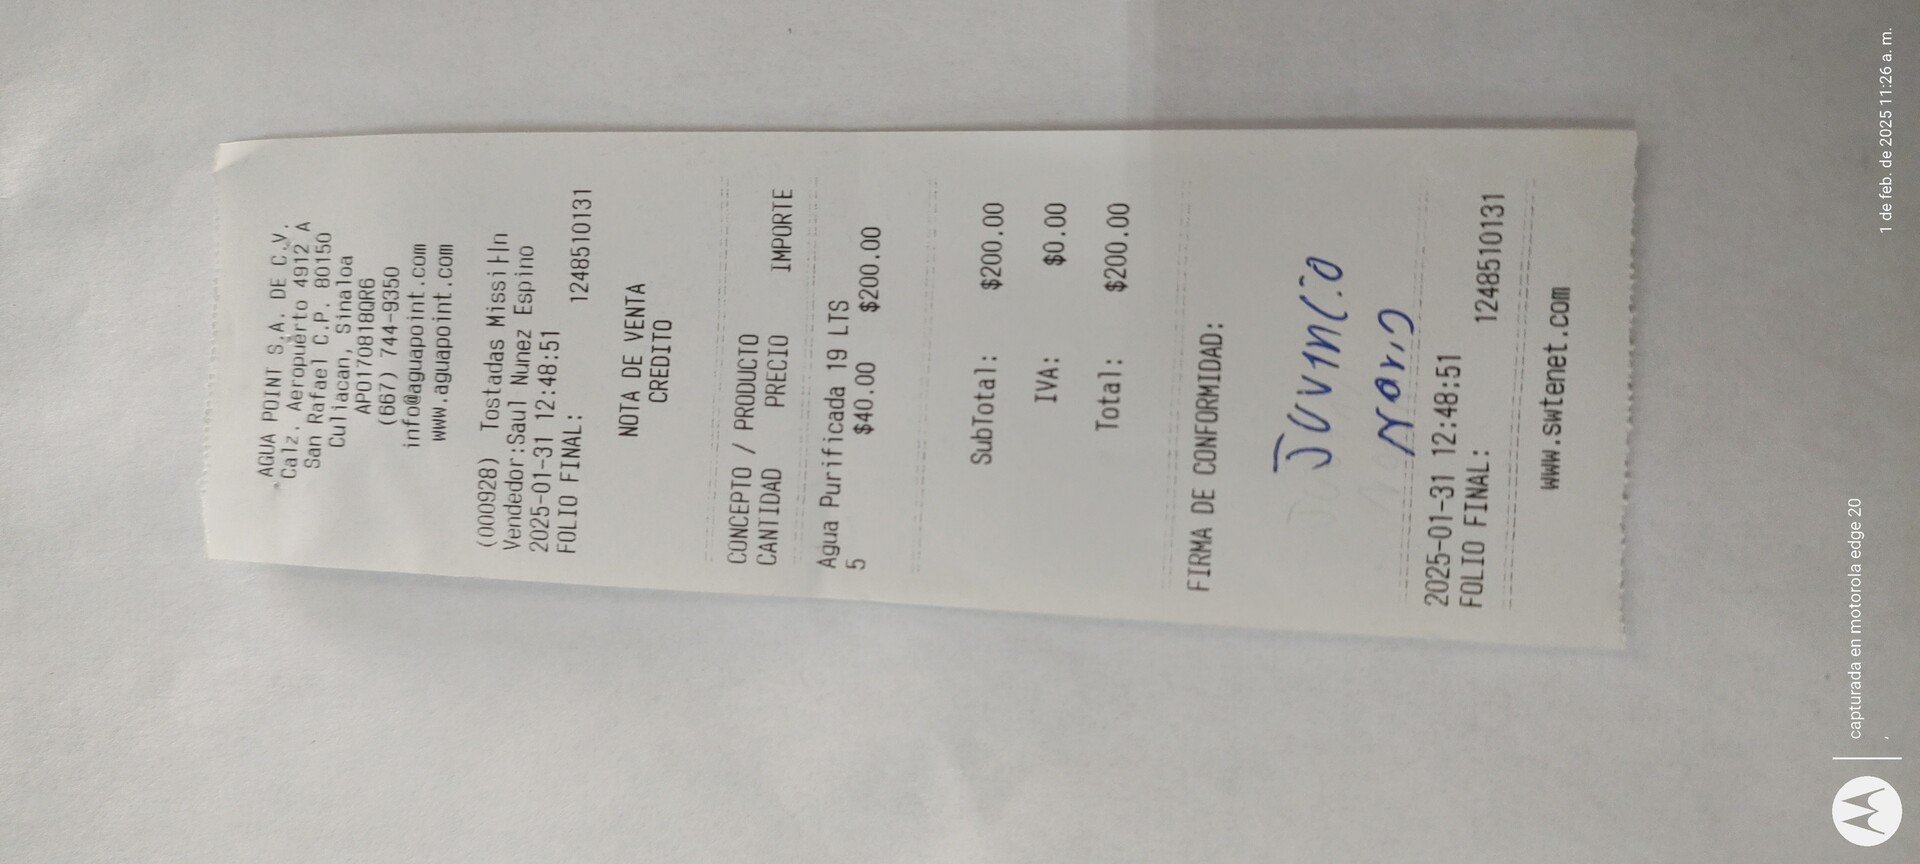 AGUA POINT S.A. DE C.V.
Calz. Aeropuerto 4912 A
San Rafael C.P. 80150
Culiacan, Sinaloa
APO170818QR6
(667) 744-9350
info@aguapoint.com
www.aguapoint.com
(000928) Tostadas
Vendedor:Saul Nunez Espino
2025-01-31 12:48:51
FOLIO FINAL: 1248510131
NOTA DE VENTA
CREDITO
CONCEPTO / PRODUCTO
CANTIDAD PRECIO IMPORTE
Agua Purificada 19 LTS
5 $40.00 $200.00
SubTotal: $200.00
IVA: $0.00
Total: $200.00
FIRMA DE CONFORMIDAD:
2025-01-31 12:48:51
FOLIO FINAL: 1248510131
www.swtenet.com
capturada en motorola edge 20
1 de feb. de 2025 11:26 a. m.